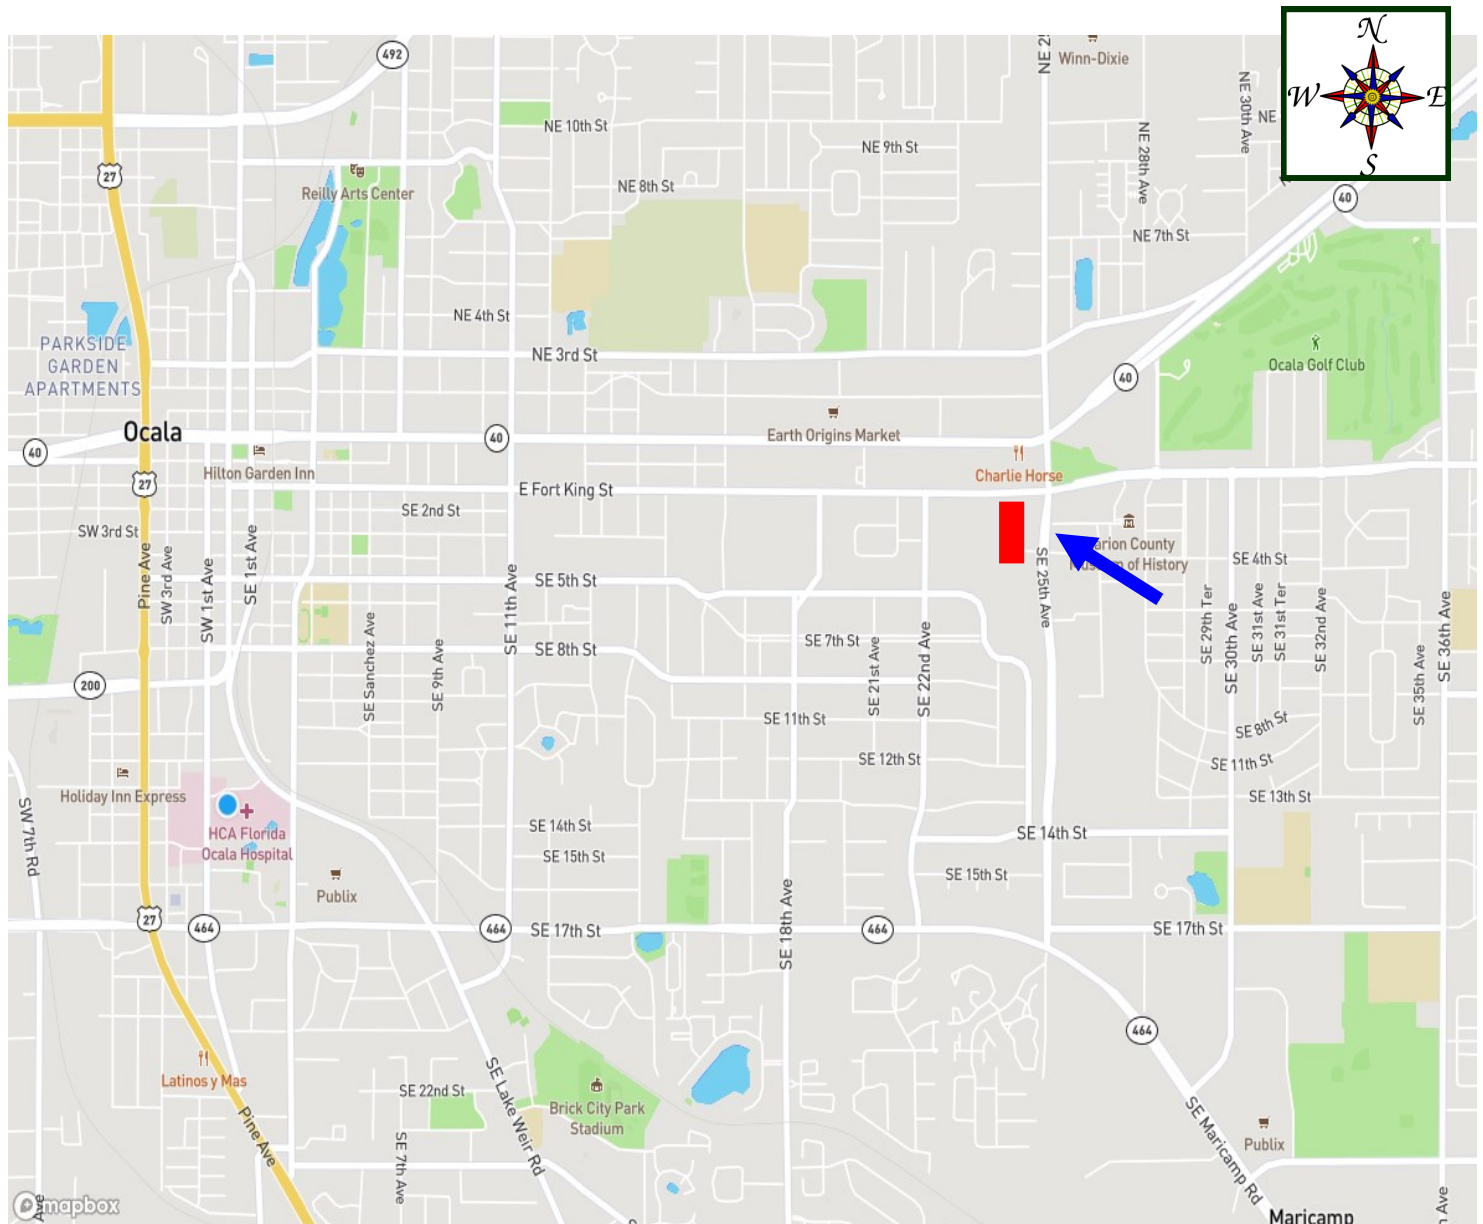 N
W
E
S
492
NE 25
Winn-Dixie
NE 30th Ave
NE
NE 10th St
NE 28th Ave
NE 9th St
27
Reilly Arts Center
NE 8th St
40
NE 7th St
NE 4th St
PARKSIDE
GARDEN
APARTMENTS
NE 3rd St
Ocala Golf Club
40
Ocala
40
Earth Origins Market
40
Hilton Garden Inn
Charlie Horse
27
E Fort King St
SE 2nd St
SW 3rd St
SE 1st Ave
Pine Ave
SW 3rd Ave
SW 1st Ave
arion County
Museum of History
SE 4th St
SE 25th Ave
SE 5th St
SE 11th Ave
SE 29th Ter
SE 30th Ave
SE 31st Ave
SE 31st Ter
SE 32nd Ave
SE 36th Ave
SE Sanchez Ave
SE 9th Ave
SE 8th St
SE 7th St
SE 21st Ave
SE 22nd Ave
SE 35th Ave
200
SE 11th St
SE 8th St
SE 12th St
SE 11th St
Holiday Inn Express
SE 13th St
SW 7th Rd
HCA Florida
Ocala Hospital
SE 14th St
SE 14th St
SE 15th St
Publix
SE 15th St
27
464
464
SE 17th St
SE 18th Ave
464
SE 17th St
464
Latinos y Mas
SE 22nd St
SE Lake Weir Rd
Brick City Park
Stadium
Pine Ave
SE 7th Ave
SE Maricamp Rd
Publix
mapbox
Ave
Maricamp
h Ave